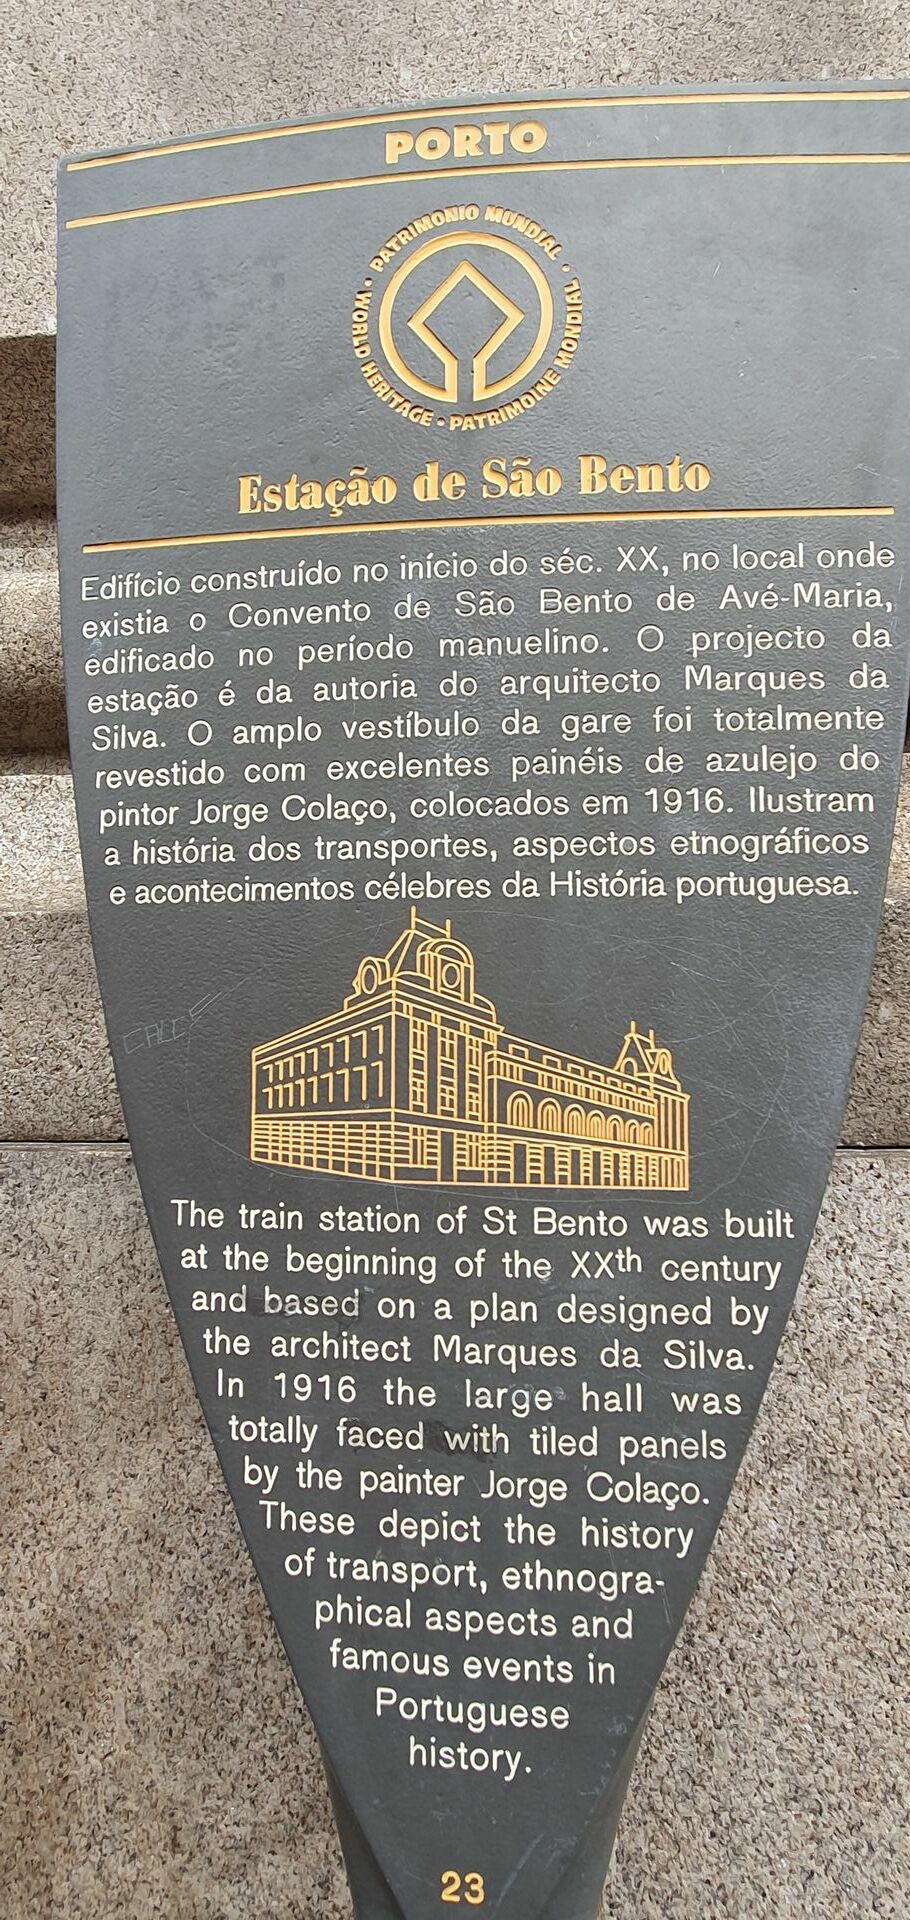 PORTO
PATRIMONIO MUNDIAL • WORLD HERITAGE • PATRIMOINE MONDIAL •
Estação de São Bento
Edifício construído no início do séc. XX, no local onde
existia o Convento de São Bento de Avé-Maria,
edificado no período manuelino. O projecto da
estação é da autoria do arquitecto Marques da
Silva. O amplo vestíbulo da gare foi totalmente
revestido com excelentes painéis de azulejo do
pintor Jorge Colaço, colocados em 1916. Ilustram
a história dos transportes, aspectos etnográficos
e acontecimentos célebres da História portuguesa.
The train station of St Bento was built
at the beginning of the XXth century
and based on a plan designed by
the architect Marques da Silva.
In 1916 the large hall was
totally faced with tiled panels
by the painter Jorge Colaço.
These depict the history
of transport, ethnogra-
phical aspects and
famous events in
Portuguese
history.
23